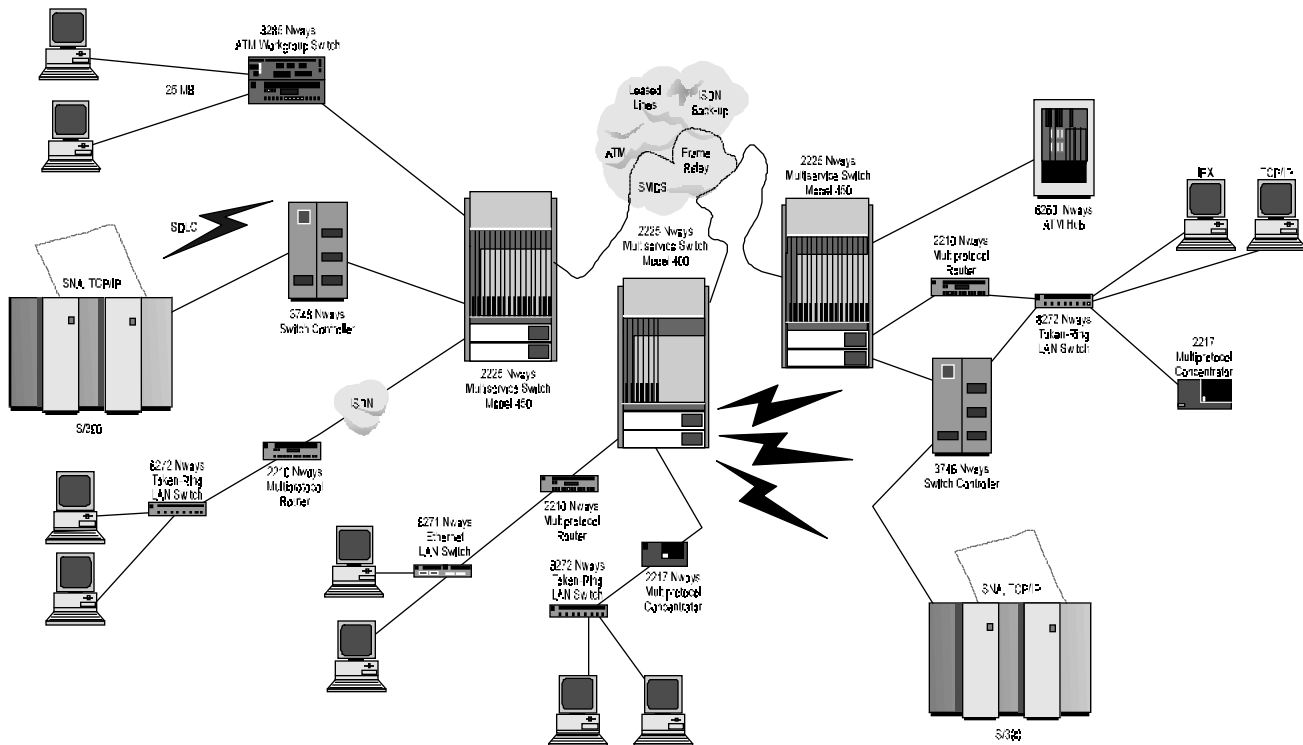 8285 Nways
ATM Workgroup Switch
25 MB
SDLC
SNA, TCP/IP
S/390
3746 Nways
Switch Controller
2225 Nways
Multiservice Switch
Model 450
ISDN
2210 Nways
Multiprotocol
Router
8272 Nways
Token-Ring
LAN Switch
Leased
Lines
ISDN
Back-up
ATM
Frame
Relay
SMDS
2225 Nways
Multiservice Switch
Model 400
2210 Nways
Multiprotocol
Router
8271 Nways
Ethernet
LAN Switch
8272 Nways
Token-Ring
LAN Switch
2217 Nways
Multiprotocol
Concentrator
2225 Nways
Multiservice Switch
Model 450
8260 Nways
ATM Hub
2210 Nways
Multiprotocol
Router
IPX
TCP/IP
8272 Nways
Token-Ring
LAN Switch
2217
Multiprotocol
Concentrator
3746 Nways
Switch Controller
SNA, TCP/IP
S/390